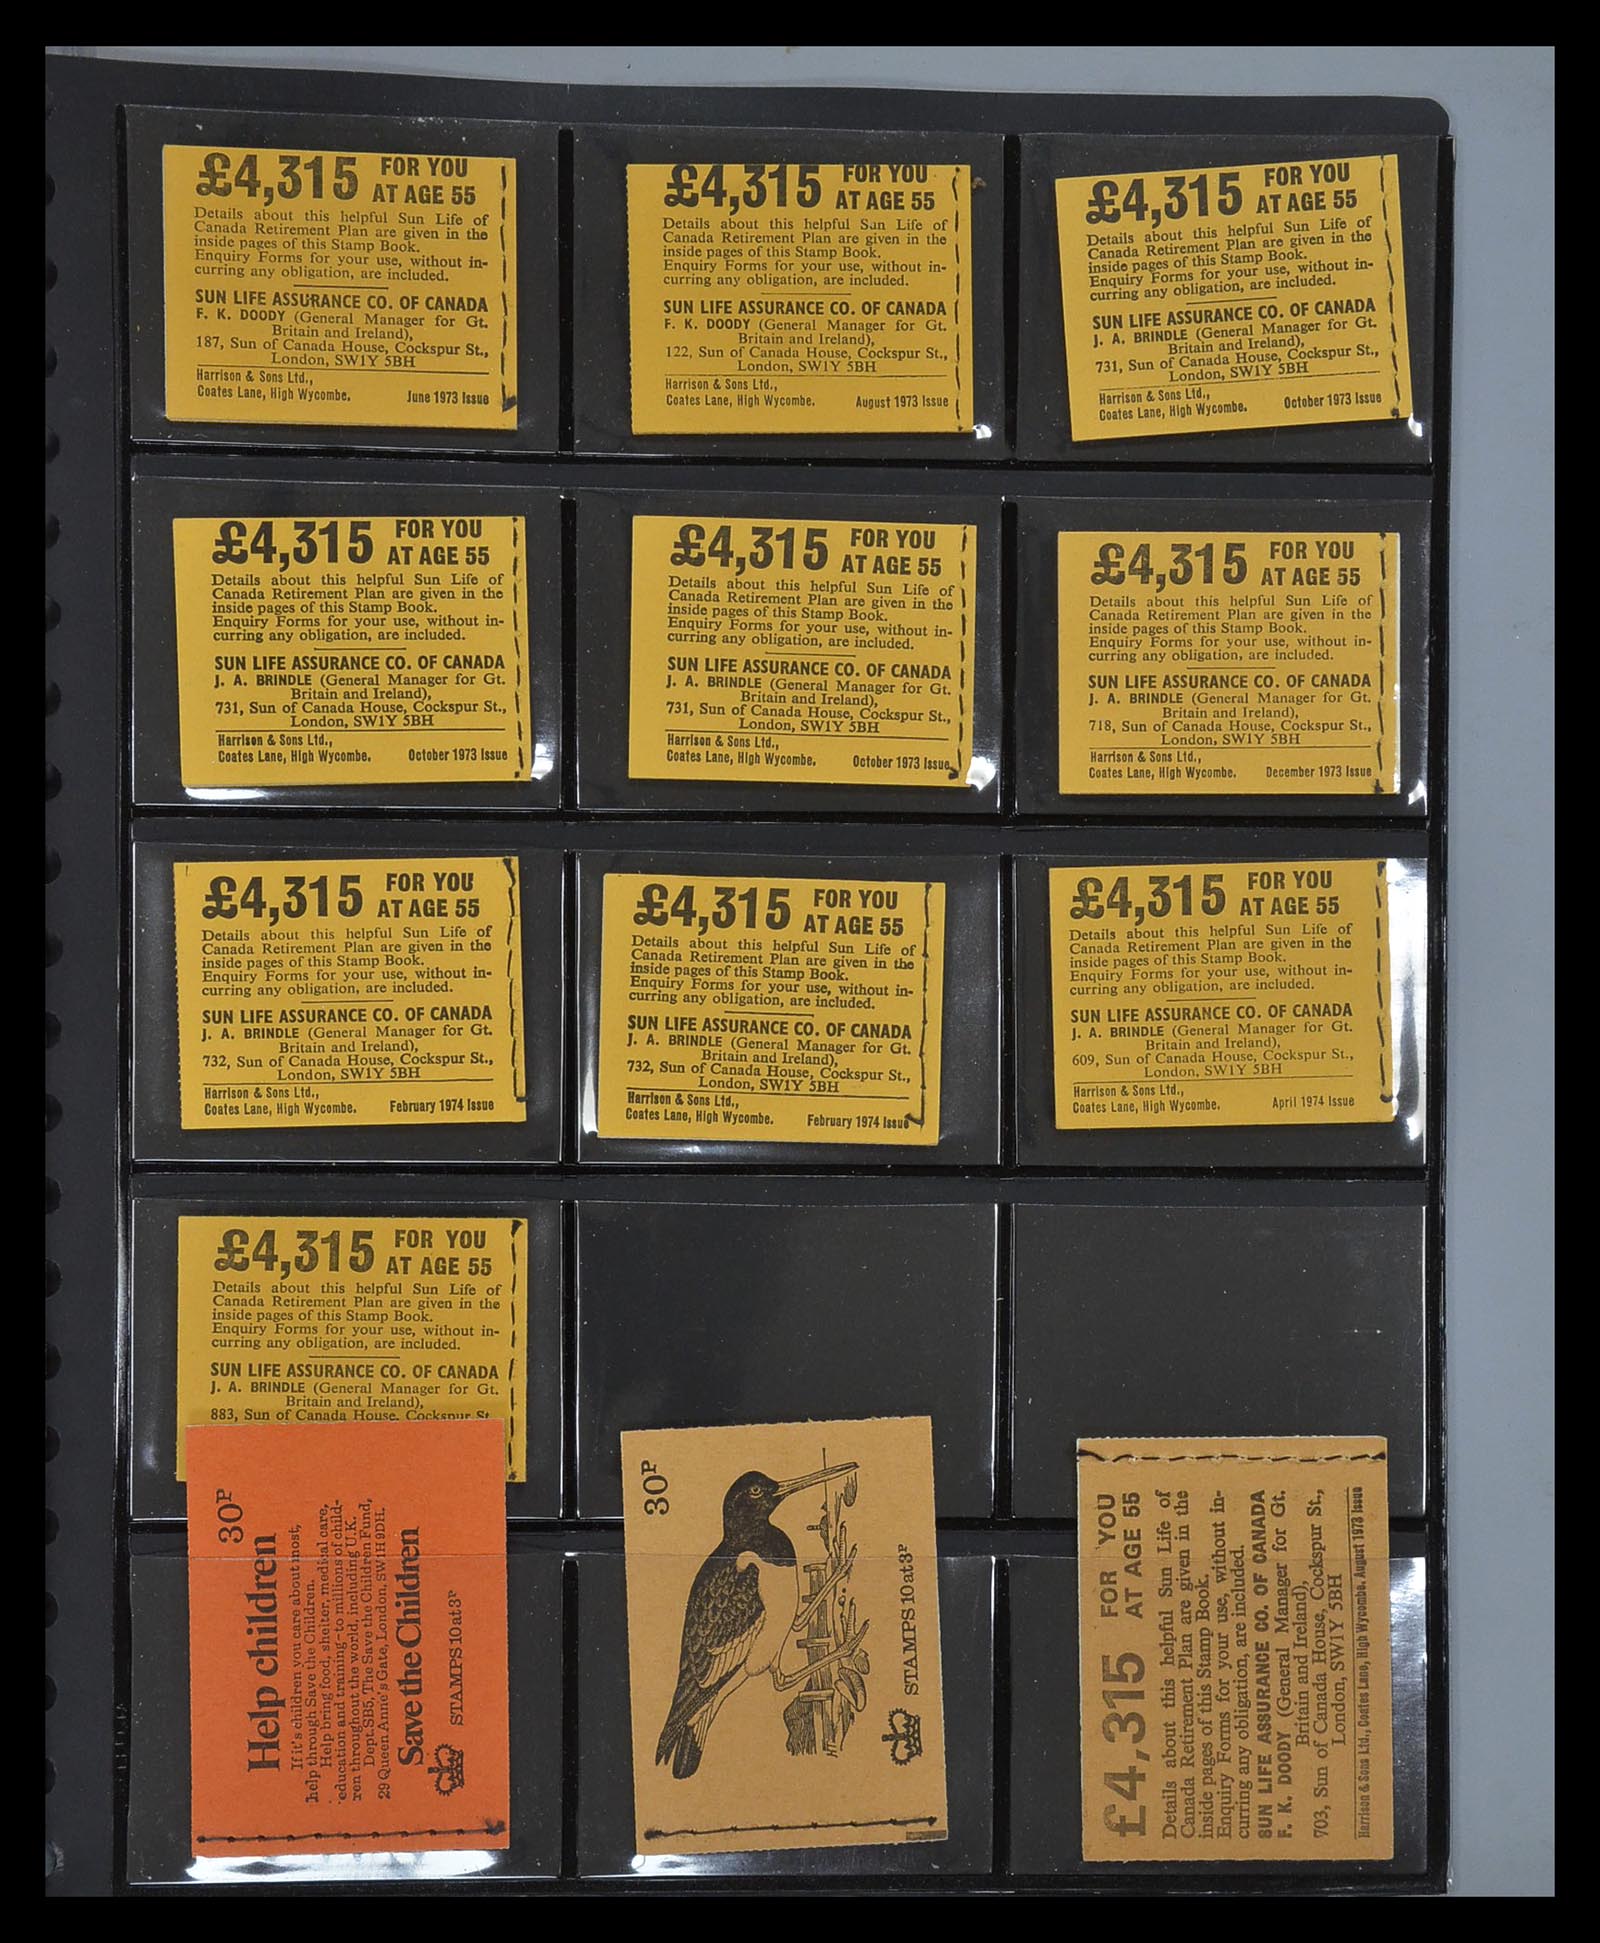 £4,315 FOR YOU
AT AGE 55
Details about this helpful Sun Life of
Canada Retirement Plan are given in the
inside pages of this Stamp Book.
Enquiry Forms for your use, without in-
curring any obligation, are included.
SUN LIFE ASSURANCE CO. OF CANADA
F. K. DOODY (General Manager for Gt.
Britain and Ireland),
187, Sun of Canada House, Cockspur St.,
London, SW1Y 5BH
Harrison & Sons Ltd.,
Coates Lane, High Wycombe. June 1973 Issue
£4,315 FOR YOU
AT AGE 55
Details about this helpful Sun Life of
Canada Retirement Plan are given in the
inside pages of this Stamp Book.
Enquiry Forms for your use, without in-
curring any obligation, are included.
SUN LIFE ASSURANCE CO. OF CANADA
F. K. DOODY (General Manager for Gt.
Britain and Ireland),
122, Sun of Canada House, Cockspur St.,
London, SW1Y 5BH
Harrison & Sons Ltd.,
Coates Lane, High Wycombe. August 1973 Issue
£4,315 FOR YOU
AT AGE 55
Details about this helpful Sun Life of
Canada Retirement Plan are given in the
inside pages of this Stamp Book.
Enquiry Forms for your use, without in-
curring any obligation, are included.
SUN LIFE ASSURANCE CO. OF CANADA
J. A. BRINDLE (General Manager for Gt.
Britain and Ireland),
731, Sun of Canada House, Cockspur St.,
London, SW1Y 5BH
Harrison & Sons Ltd.,
Coates Lane, High Wycombe. October 1973 Issue
£4,315 FOR YOU
AT AGE 55
Details about this helpful Sun Life of
Canada Retirement Plan are given in the
inside pages of this Stamp Book.
Enquiry Forms for your use, without in-
curring any obligation, are included.
SUN LIFE ASSURANCE CO. OF CANADA
J. A. BRINDLE (General Manager for Gt.
Britain and Ireland),
731, Sun of Canada House, Cockspur St.,
London, SW1Y 5BH
Harrison & Sons Ltd.,
Coates Lane, High Wycombe. October 1973 Issue
£4,315 FOR YOU
AT AGE 55
Details about this helpful Sun Life of
Canada Retirement Plan are given in the
inside pages of this Stamp Book.
Enquiry Forms for your use, without in-
curring any obligation, are included.
SUN LIFE ASSURANCE CO. OF CANADA
J. A. BRINDLE (General Manager for Gt.
Britain and Ireland),
731, Sun of Canada House, Cockspur St.,
London, SW1Y 5BH
Harrison & Sons Ltd.,
Coates Lane, High Wycombe. October 1973 Issue
£4,315 FOR YOU
AT AGE 55
Details about this helpful Sun Life of
Canada Retirement Plan are given in the
inside pages of this Stamp Book.
Enquiry Forms for your use, without in-
curring any obligation, are included.
SUN LIFE ASSURANCE CO. OF CANADA
J. A. BRINDLE (General Manager for Gt.
Britain and Ireland),
718, Sun of Canada House, Cockspur St.,
London, SW1Y 5BH
Harrison & Sons Ltd.,
Coates Lane, High Wycombe. December 1973 Issue
£4,315 FOR YOU
AT AGE 55
Details about this helpful Sun Life of
Canada Retirement Plan are given in the
inside pages of this Stamp Book.
Enquiry Forms for your use, without in-
curring any obligation, are included.
SUN LIFE ASSURANCE CO. OF CANADA
J. A. BRINDLE (General Manager for Gt.
Britain and Ireland),
732, Sun of Canada House, Cockspur St.,
London, SW1Y 5BH
Harrison & Sons Ltd.,
Coates Lane, High Wycombe. February 1974 Issue
£4,315 FOR YOU
AT AGE 55
Details about this helpful Sun Life of
Canada Retirement Plan are given in the
inside pages of this Stamp Book.
Enquiry Forms for your use, without in-
curring any obligation, are included.
SUN LIFE ASSURANCE CO. OF CANADA
J. A. BRINDLE (General Manager for Gt.
Britain and Ireland),
732, Sun of Canada House, Cockspur St.,
London, SW1Y 5BH
Harrison & Sons Ltd.,
Coates Lane, High Wycombe. February 1974 Issue
£4,315 FOR YOU
AT AGE 55
Details about this helpful Sun Life of
Canada Retirement Plan are given in the
inside pages of this Stamp Book.
Enquiry Forms for your use, without in-
curring any obligation, are included.
SUN LIFE ASSURANCE CO. OF CANADA
J. A. BRINDLE (General Manager for Gt.
Britain and Ireland),
609, Sun of Canada House, Cockspur St.,
London, SW1Y 5BH
Harrison & Sons Ltd.,
Coates Lane, High Wycombe. April 1974 Issue
£4,315 FOR YOU
AT AGE 55
Details about this helpful Sun Life of
Canada Retirement Plan are given in the
inside pages of this Stamp Book.
Enquiry Forms for your use, without in-
curring any obligation, are included.
SUN LIFE ASSURANCE CO. OF CANADA
J. A. BRINDLE (General Manager for Gt.
Britain and Ireland),
883, Sun of Canada House, Cockspur St
30P
Help children
If it's children you care about most,
help through Save the Children.
Help bring food, shelter, medical care,
education and training-to millions of child-
ren throughout the world, including U.K.
Dept.SB5, The Save the Children Fund,
29 Queen Anne's Gate, London, SW1H 9DH.
Save the Children
STAMPS 10 at 3P
30P
HT
STAMPS 10 at 3P
£4,315 FOR YOU
AT AGE 55
Details about this helpful Sun Life of
Canada Retirement Plan are given in the
inside pages of this Stamp Book.
Enquiry Forms for your use, without in-
curring any obligation, are included.
SUN LIFE ASSURANCE CO. OF CANADA
F. K. DOODY (General Manager for Gt.
Britain and Ireland),
703, Sun of Canada House, Cockspur St.,
London, SW1Y 5BH
Harrison & Sons Ltd., Coates Lane, High Wycombe. August 1973 Issue